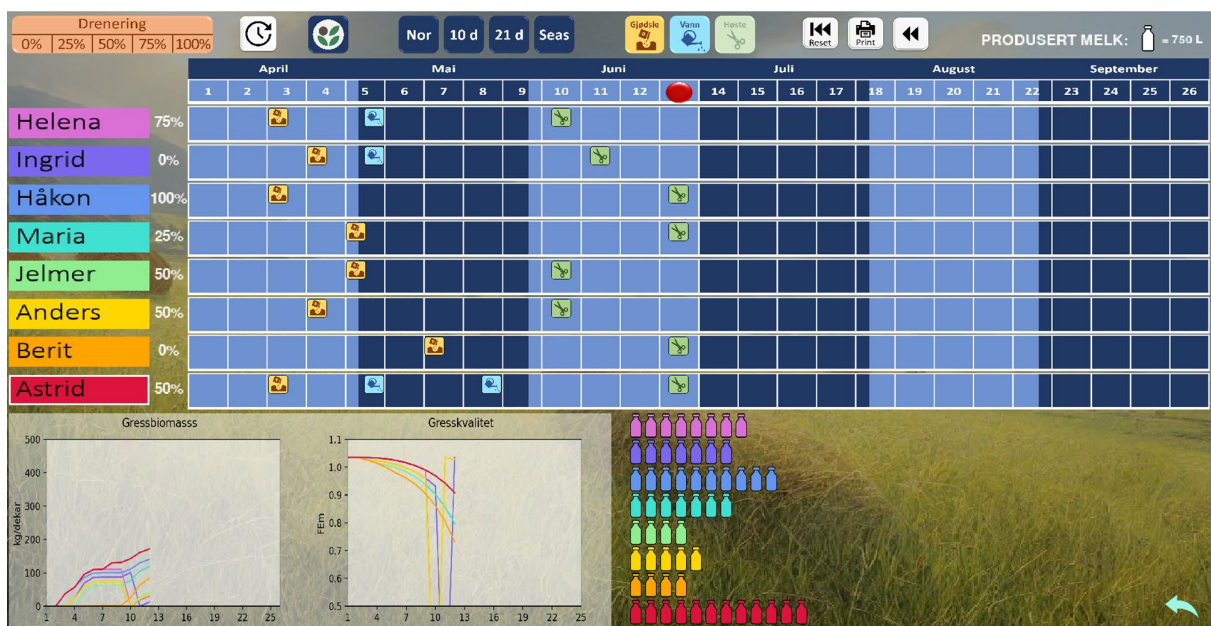 Drenering
0% 25% 50% 75% 100%
Nor 10 d 21 d Seas
Gjødsle Vann Høste
Reset Print
PRODUSERT MELK: = 750 L
April Mai Juni Juli August September
1 2 3 4 5 6 7 8 9 10 11 12 14 15 16 17 18 19 20 21 22 23 24 25 26
Helena 75%
Ingrid 0%
Håkon 100%
Maria 25%
Jelmer 50%
Anders 50%
Berit 0%
Astrid 50%
Gressbiomasss
kg/dekar
500
400
300
200
100
0
1 4 7 10 13 16 19 22 25
Gresskvalitet
FEm
1.1
1.0
0.9
0.8
0.7
0.6
0.5
1 4 7 10 13 16 19 22 25